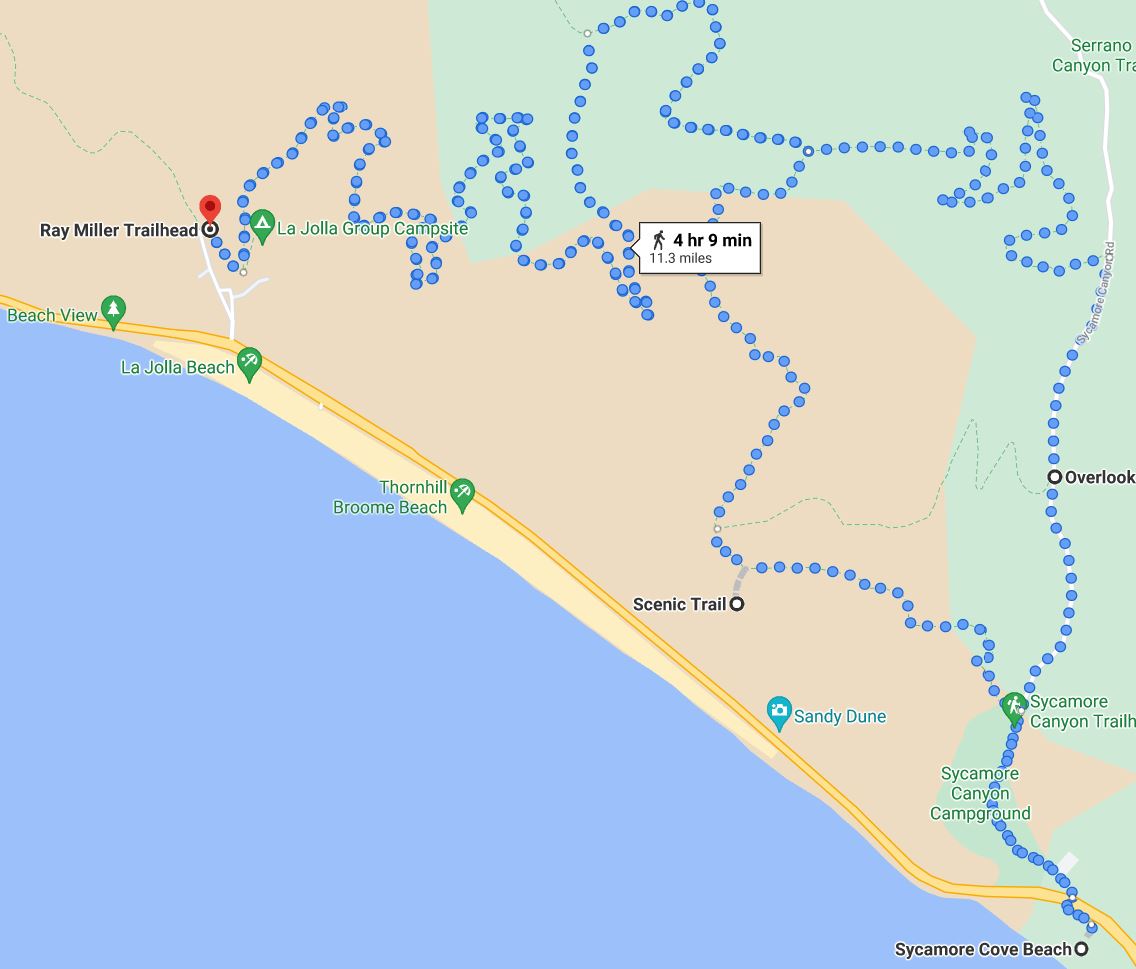 Serrano
Canyon Tra
Ray Miller Trailhead
La Jolla Group Campsite
4 hr 9 min
11.3 miles
Sycamore Canyon Rd
Beach View
La Jolla Beach
Thornhill
Broome Beach
Overlook
Scenic Trail
Sandy Dune
Sycamore
Canyon Trailh
Sycamore
Canyon
Campground
Sycamore Cove Beach